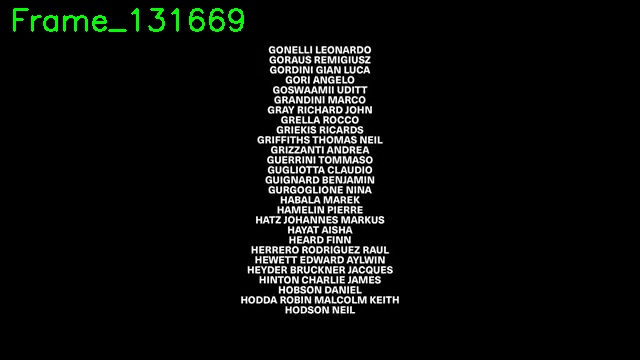 Frame_131669
GONELLI LEONARDO
GORAUS REMIGIUSZ
GORDINI GIAN LUCA
GORI ANGELO
GOSWAAMII UDITT
GRANDINI MARCO
GRAY RICHARD JOHN
GRELLA ROCCO
GRIEKIS RICARDS
GRIFFITHS THOMAS NEIL
GRIZZANTI ANDREA
GUERRINI TOMMASO
GUGLIOTTA CLAUDIO
GUIGNARD BENJAMIN
GURGOGLIONE NINA
HABALA MAREK
HAMELIN PIERRE
HATZ JOHANNES MARKUS
HAYAT AISHA
HEARD FINN
HERRERO RODRIGUEZ RAUL
HEWETT EDWARD AYLWIN
HEYDER BRUCKNER JACQUES
HINTON CHARLIE JAMES
HOBSON DANIEL
HODDA ROBIN MALCOLM KEITH
HODSON NEIL